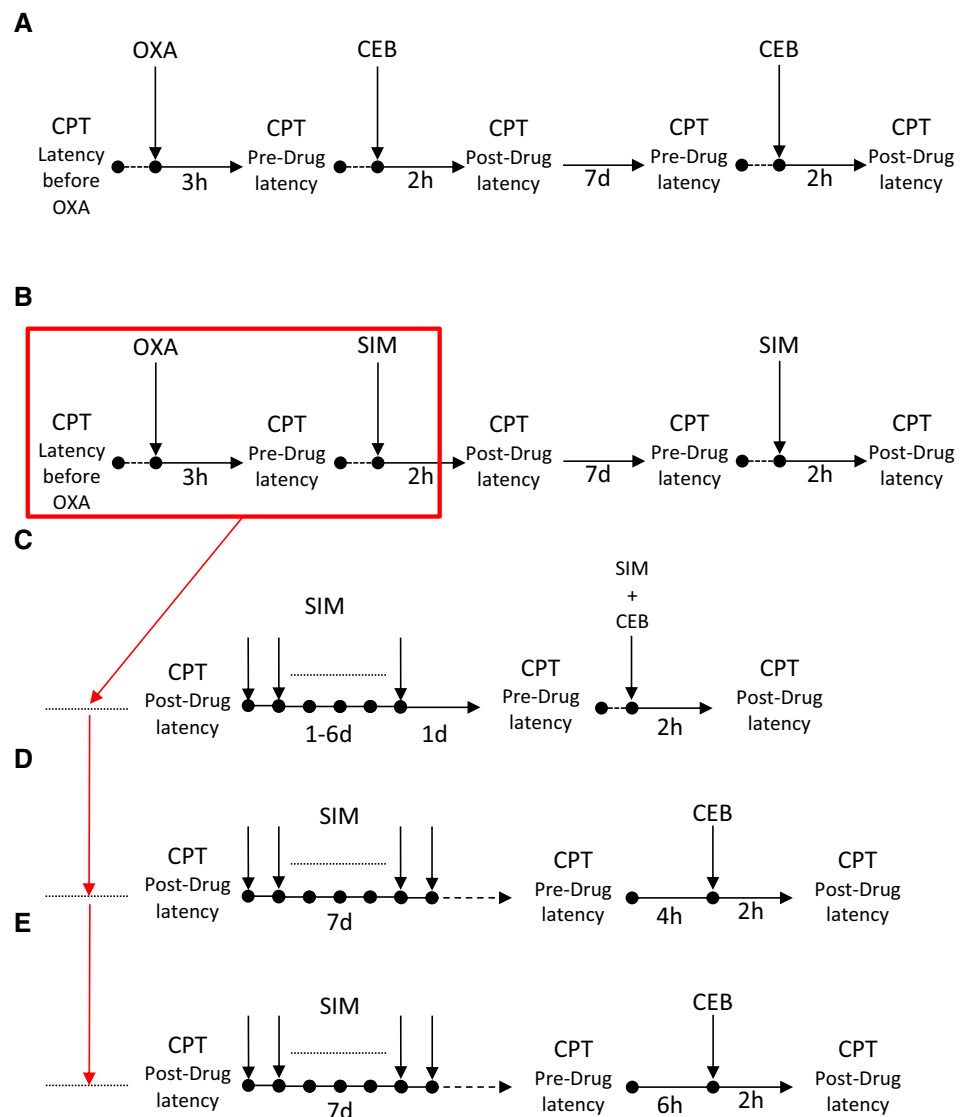 A
OXA
CEB
CEB
CPT
Latency
before
OXA
3h
CPT
Pre-Drug
latency
2h
CPT
Post-Drug
latency
7d
CPT
Pre-Drug
latency
2h
CPT
Post-Drug
latency
B
OXA
SIM
SIM
CPT
Latency
before
OXA
3h
CPT
Pre-Drug
latency
2h
CPT
Post-Drug
latency
7d
CPT
Pre-Drug
latency
2h
CPT
Post-Drug
latency
C
SIM
SIM
+
CEB
CPT
Post-Drug
latency
1-6d
1d
CPT
Pre-Drug
latency
2h
CPT
Post-Drug
latency
D
SIM
CEB
CPT
Post-Drug
latency
7d
CPT
Pre-Drug
latency
4h
2h
CPT
Post-Drug
latency
E
SIM
CEB
CPT
Post-Drug
latency
7d
CPT
Pre-Drug
latency
6h
2h
CPT
Post-Drug
latency